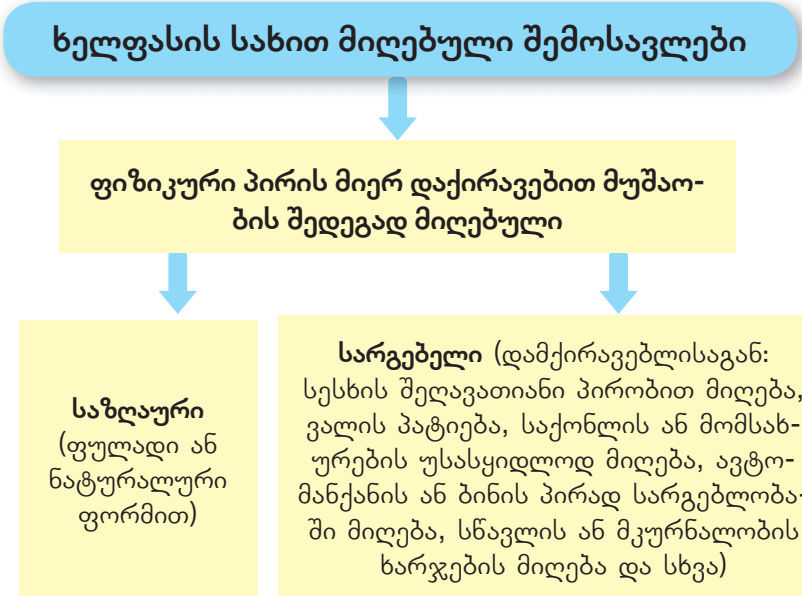 ხელფასის სახით მიღებული შემოსავლები
ფიზიკური პირის მიერ დაქირავებით მუშაო-
ბის შედეგად მიღებული
საზღაური
(ფულადი ან
ნატურალური
ფორმით)
სარგებელი (დამქირავებლისაგან:
სესხის შეღავათიანი პირობით მიღება,
ვალის პატიება, საქონლის ან მომსახ-
ურების უსასყიდლოდ მიღება, ავტო-
მანქანის ან ბინის პირად სარგებლობა-
ში მიღება, სწავლის ან მკურნალობის
ხარჯების მიღება და სხვა)